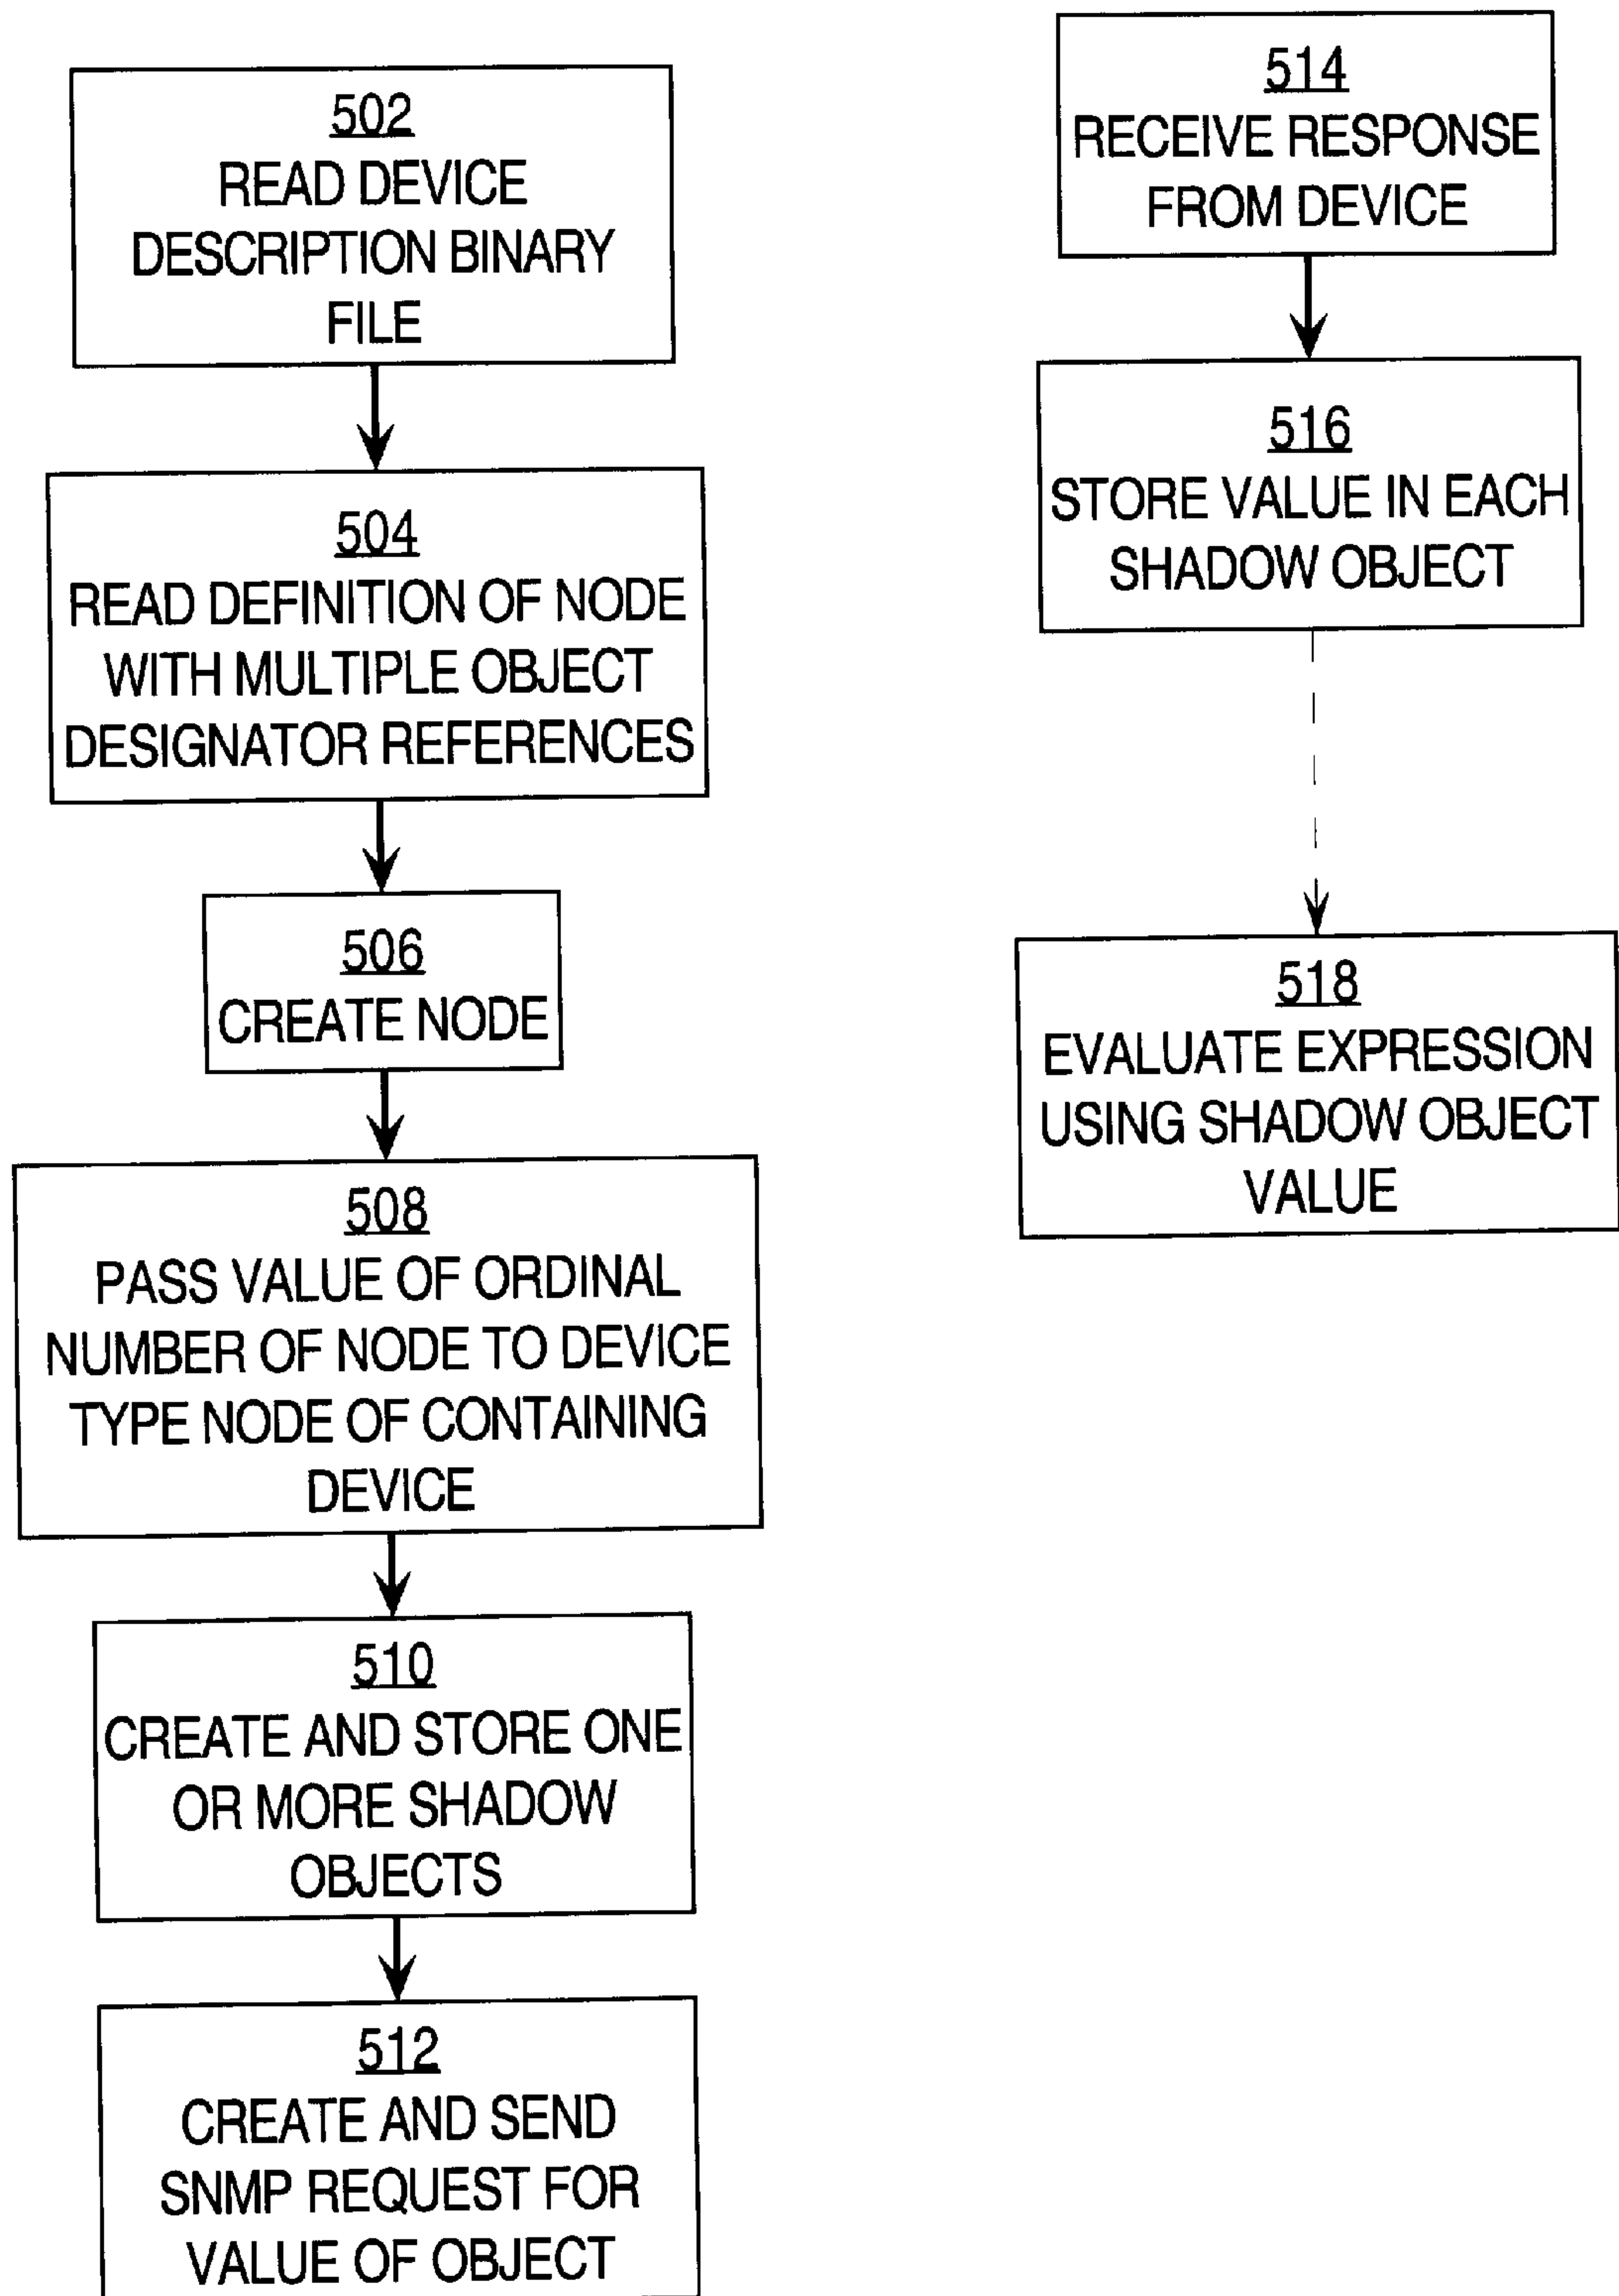 502
READ DEVICE
DESCRIPTION BINARY
FILE
504
READ DEFINITION OF NODE
WITH MULTIPLE OBJECT
DESIGNATOR REFERENCES
506
CREATE NODE
508
PASS VALUE OF ORDINAL
NUMBER OF NODE TO DEVICE
TYPE NODE OF CONTAINING
DEVICE
510
CREATE AND STORE ONE
OR MORE SHADOW
OBJECTS
512
CREATE AND SEND
SNMP REQUEST FOR
VALUE OF OBJECT
514
RECEIVE RESPONSE
FROM DEVICE
516
STORE VALUE IN EACH
SHADOW OBJECT
518
EVALUATE EXPRESSION
USING SHADOW OBJECT
VALUE